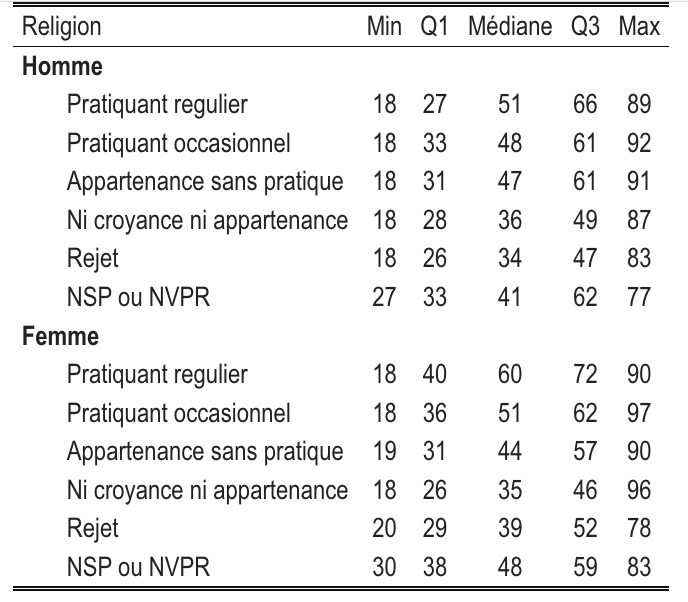 Religion Min Q1 Médiane Q3 Max
Homme
Pratiquant regulier 18 27 51 66 89
Pratiquant occasionnel 18 33 48 61 92
Appartenance sans pratique 18 31 47 61 91
Ni croyance ni appartenance 18 28 36 49 87
Rejet 18 26 34 47 83
NSP ou NVPR 27 33 41 62 77
Femme
Pratiquant regulier 18 40 60 72 90
Pratiquant occasionnel 18 36 51 62 97
Appartenance sans pratique 19 31 44 57 90
Ni croyance ni appartenance 18 26 35 46 96
Rejet 20 29 39 52 78
NSP ou NVPR 30 38 48 59 83